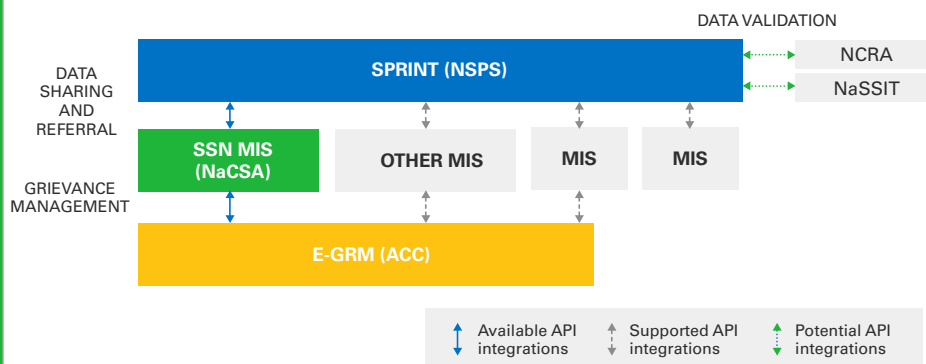 DATA VALIDATION
SPRINT (NSPS)
NCRA
NaSSIT
DATA
SHARING
AND
REFERRAL
SSN MIS
(NaCSA)
OTHER MIS
MIS
MIS
GRIEVANCE
MANAGEMENT
E-GRM (ACC)
Available API
integrations
Supported API
integrations
Potential API
integrations